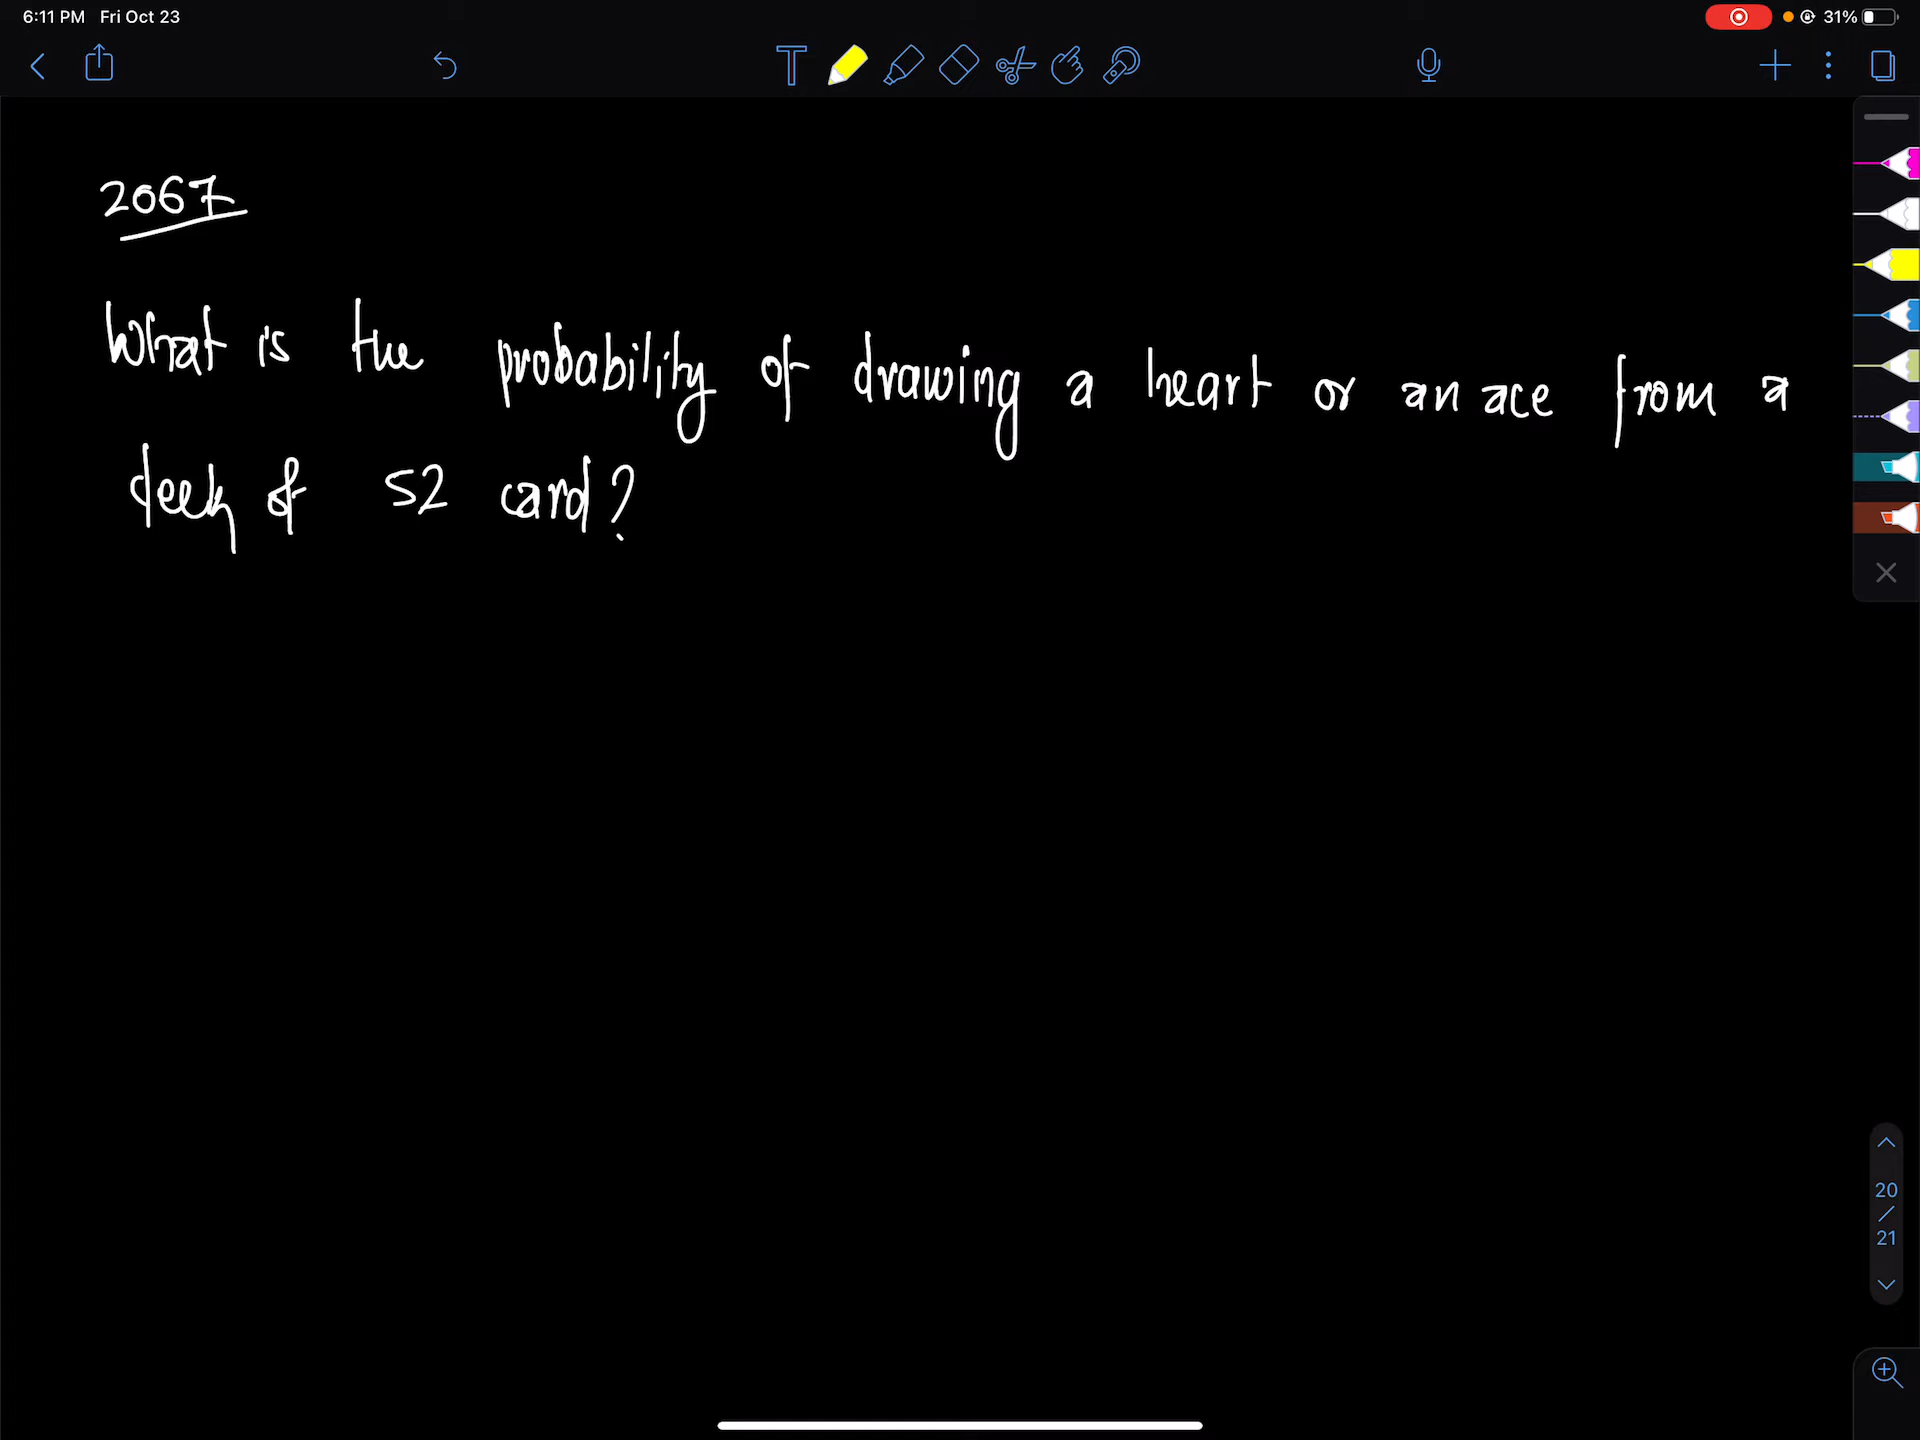 6:11 PM Fri Oct 23
31%
T
2067
What is the probability of drawing a heart or an ace from a
deck of 52 card?
20
/
21